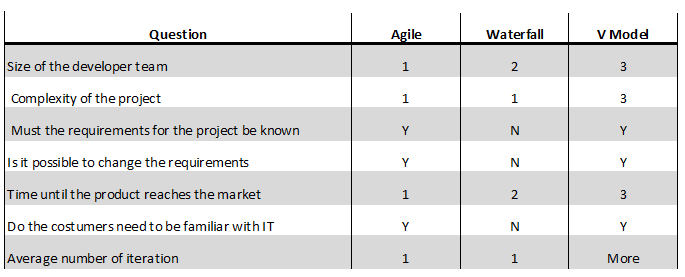 Question Agile Waterfall V Model
Size of the developer team 1 2 3
Complexity of the project 1 1 3
Must the requirements for the project be known Y N Y
Is it possible to change the requirements Y N Y
Time until the product reaches the market 1 2 3
Do the costumers need to be familiar with IT Y N Y
Average number of iteration 1 1 More